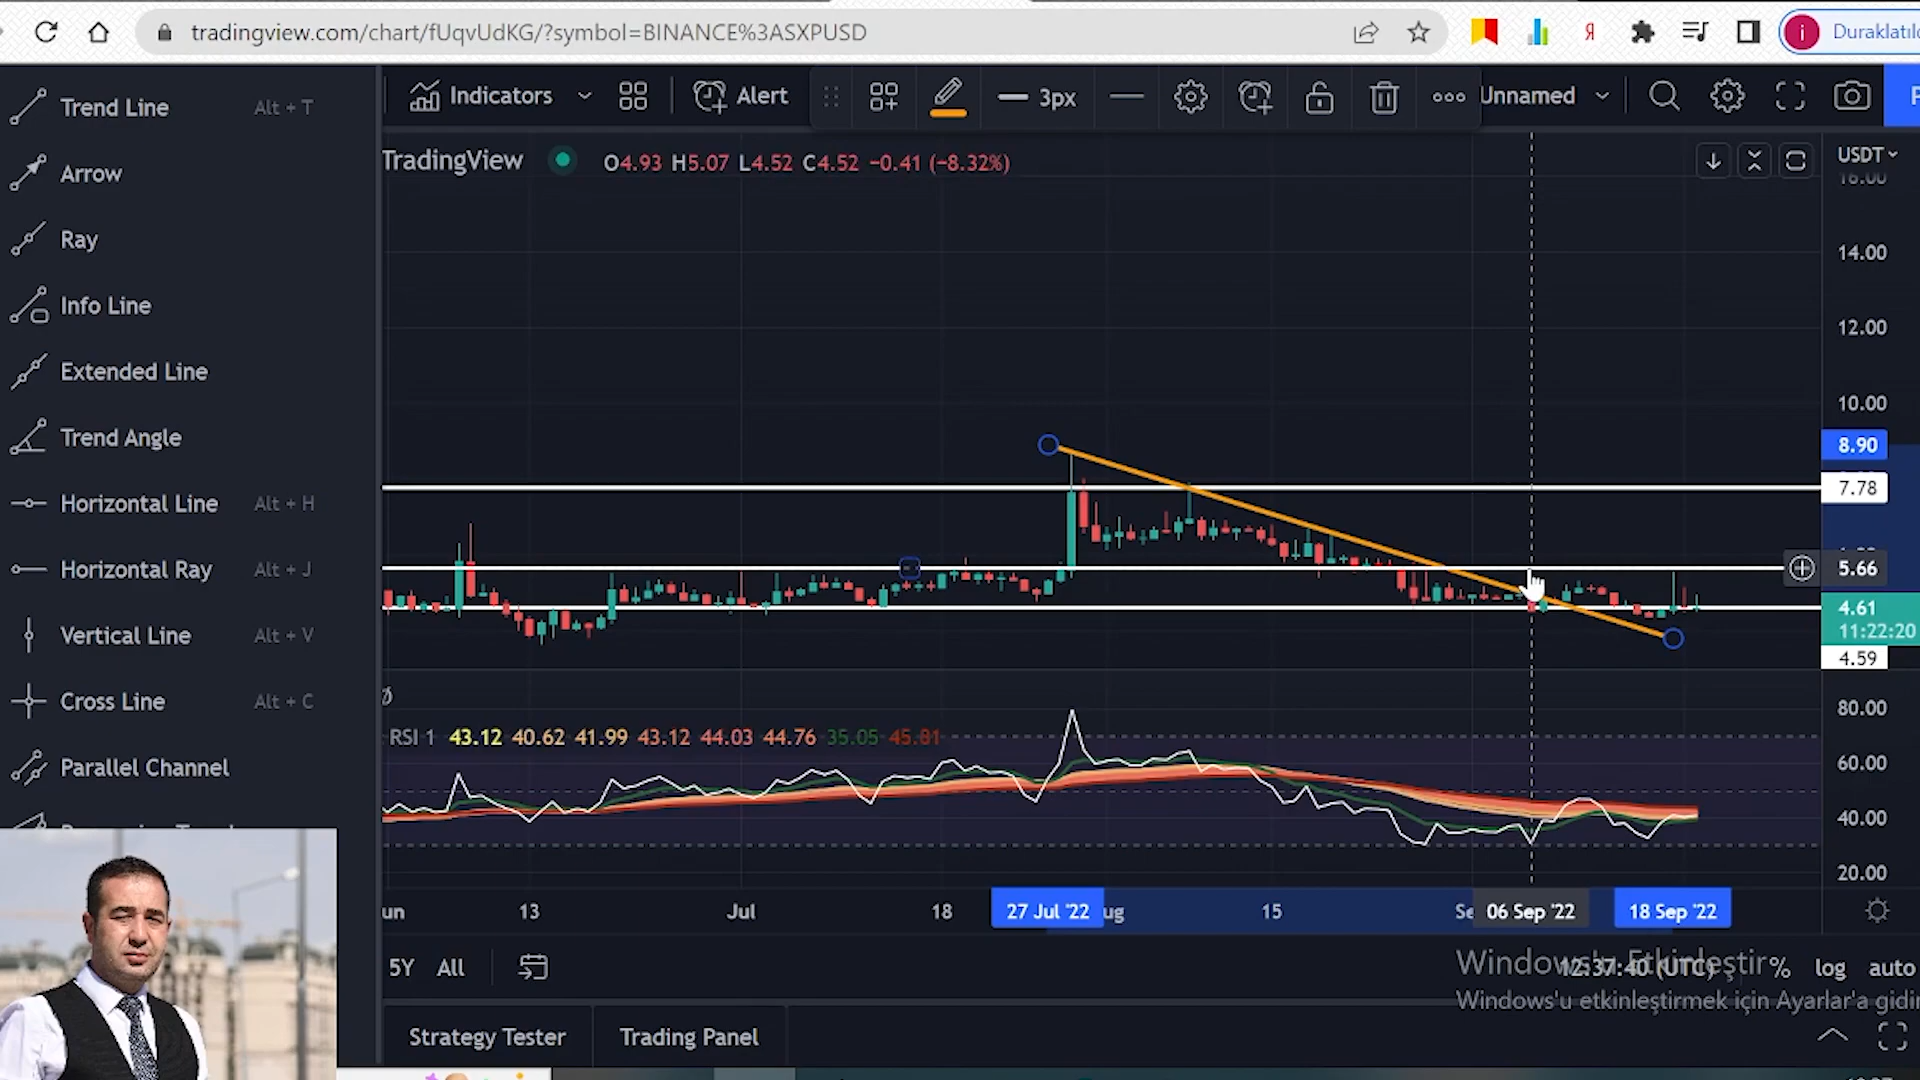 tradingview.com/chart/fUqvUdKG/?symbol=BINANCE%3ASXPUSD
Я
i
Trend Line Alt + T
Arrow
Ray
Info Line
Extended Line
Trend Angle
Horizontal Line Alt + H
Horizontal Ray Alt + J
Vertical Line Alt + V
Cross Line Alt + C
Parallel Channel
Indicators Alert 3px Unnamed
TradingView O4.93 H5.07 L4.52 C4.52 −0.41 (−8.32%)
USDT
16.00
14.00
12.00
10.00
8.90
7.78
5.66
4.61
11:22:20
4.59
RSI 1 43.12 40.62 41.99 43.12 44.03 44.76 35.05 45.81
80.00
60.00
40.00
20.00
un 13 Jul 18 27 Jul '22 ug 15 Se 06 Sep '22 18 Sep '22
5Y All
12:37:40 (UTC) % log auto
Windows'u Etkinleştir
Windows'u etkinleştirmek için Ayarlar'a gidi
Strategy Tester Trading Panel